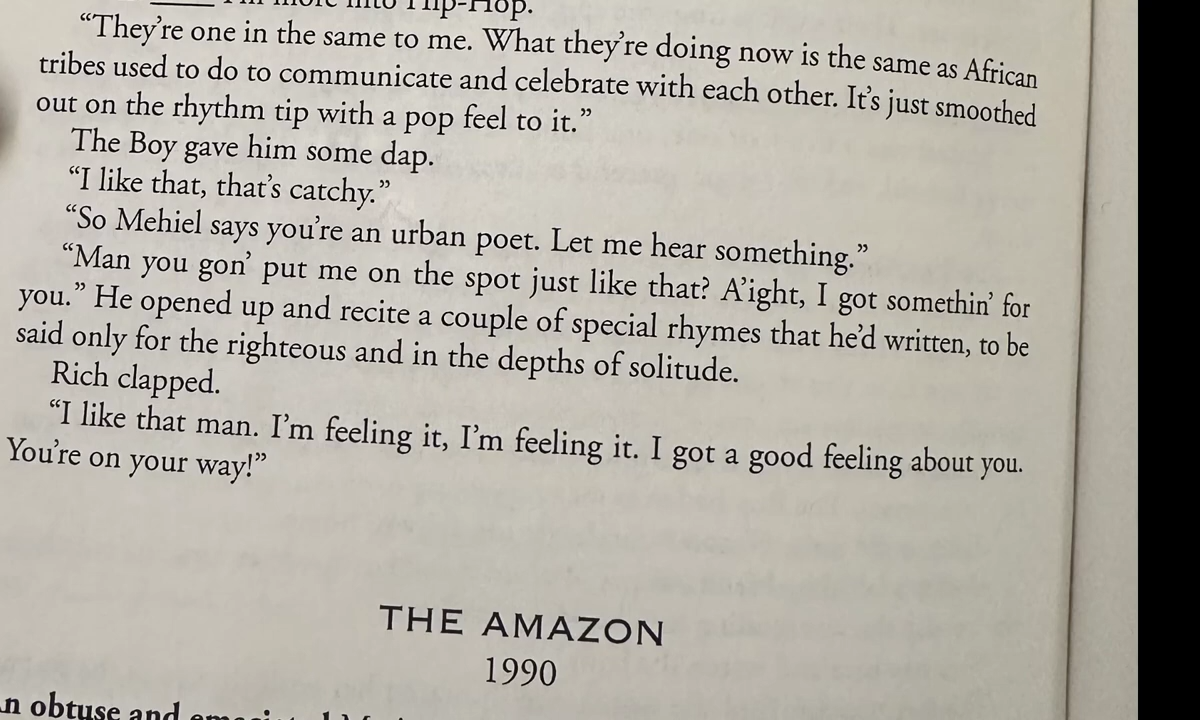 into Hip-Hop.
“They’re one in the same to me. What they’re doing now is the same as African
tribes used to do to communicate and celebrate with each other. It’s just smoothed
out on the rhythm tip with a pop feel to it.”
The Boy gave him some dap.
“I like that, that’s catchy.”
“So Mehiel says you’re an urban poet. Let me hear something.”
“Man you gon’ put me on the spot just like that? A’ight, I got somethin’ for
you.” He opened up and recite a couple of special rhymes that he’d written, to be
said only for the righteous and in the depths of solitude.
Rich clapped.
“I like that man. I’m feeling it, I’m feeling it. I got a good feeling about you.
You’re on your way!”
THE AMAZON
1990
obtuse and